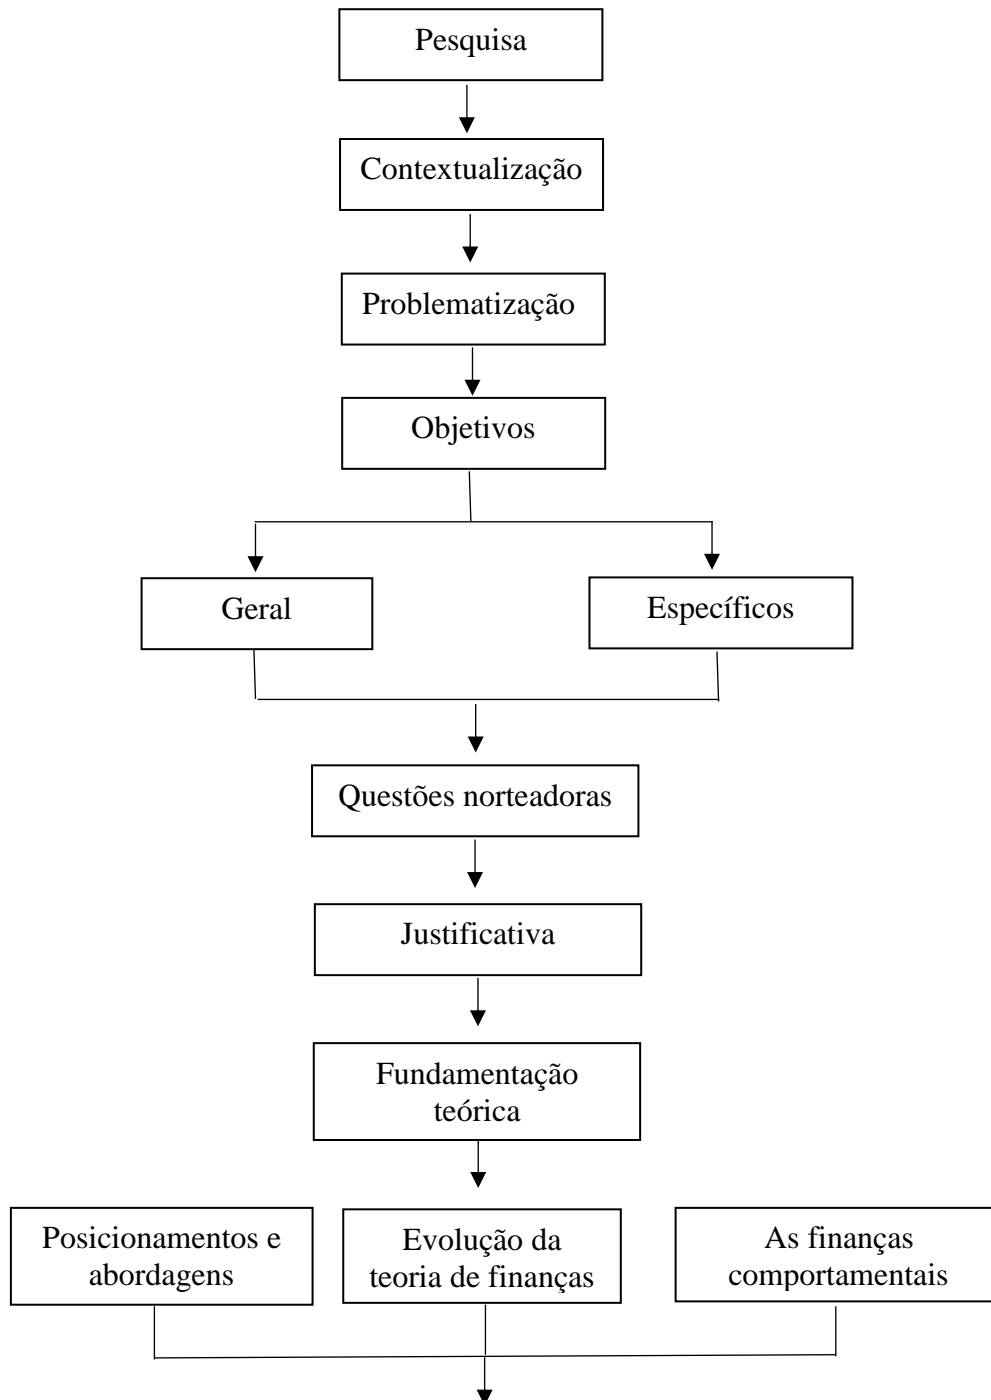 Pesquisa
Contextualização
Problematização
Objetivos
Geral
Específicos
Questões norteadoras
Justificativa
Fundamentação
teórica
Posicionamentos e
abordagens
Evolução da
teoria de finanças
As finanças
comportamentais